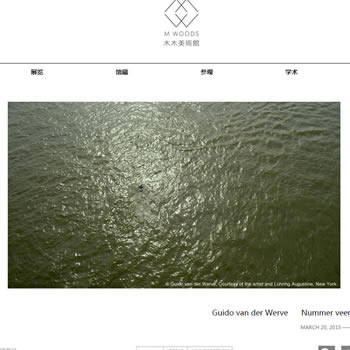 M WOODS
木木美術館
展览 馆藏 参观 学术
© Guido van der Werve, Courtesy of the artist and Luhring Augustine, New York
Guido van der Werve Nummer veer
MARCH 20, 2015 —